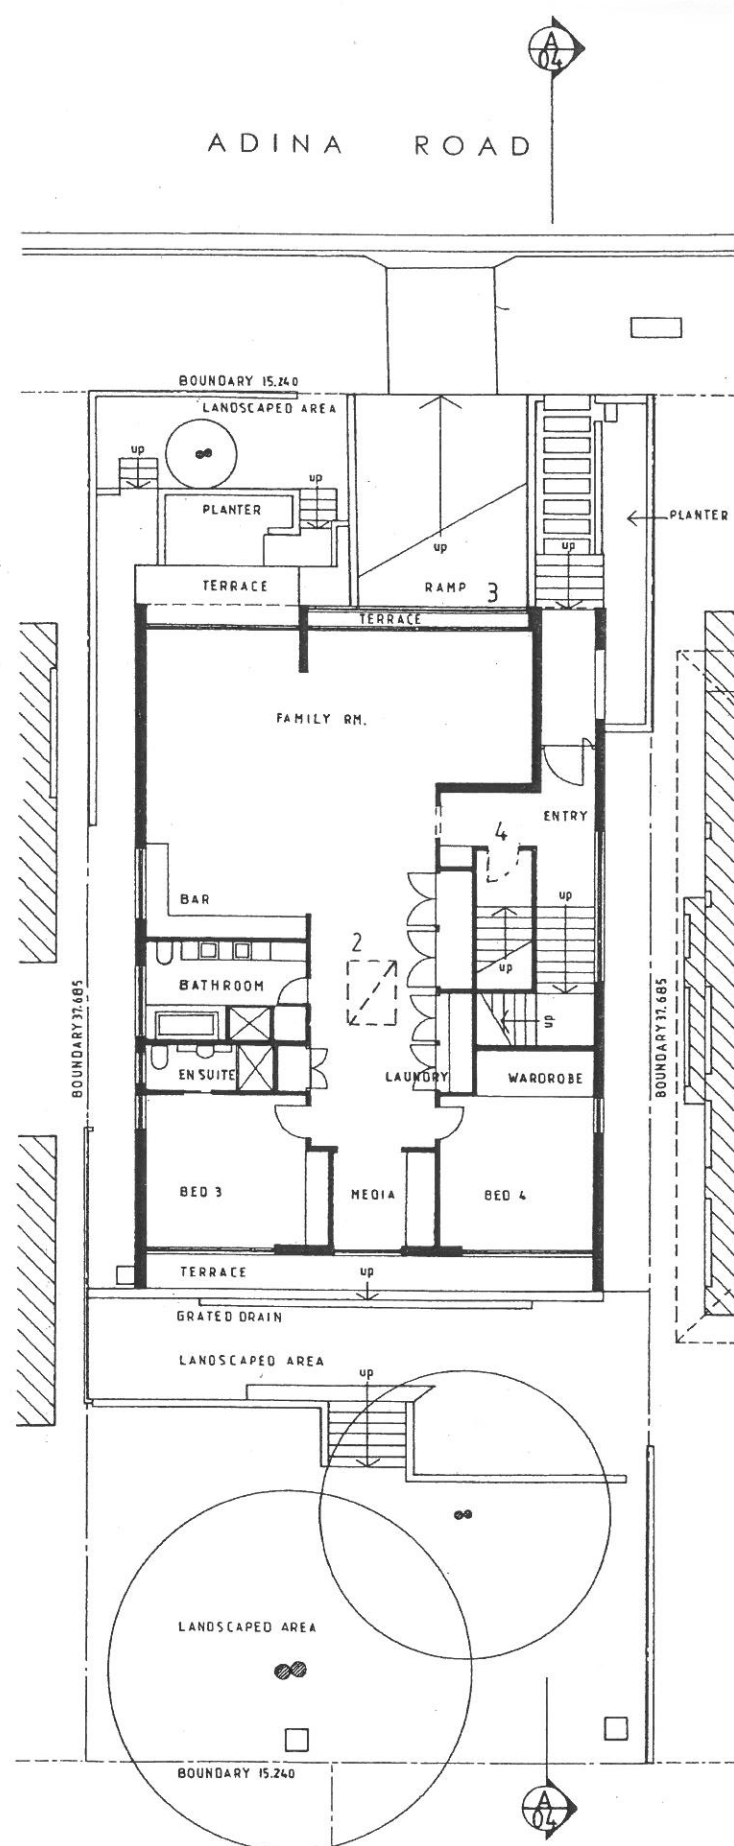 A
04
ADINA ROAD
BOUNDARY 15.240
LANDSCAPED AREA
up
up
PLANTER
PLANTER
up
up
TERRACE
RAMP 3
TERRACE
FAMILY RM.
ENTRY
4
BAR
up
2
up
BATHROOM
up
BOUNDARY 37.685
BOUNDARY 37.685
ENSUITE
LAUNDRY
WARDROBE
BED 3
MEDIA
BED 4
TERRACE
up
GRATED DRAIN
LANDSCAPED AREA
up
LANDSCAPED AREA
BOUNDARY 15.240
A
04